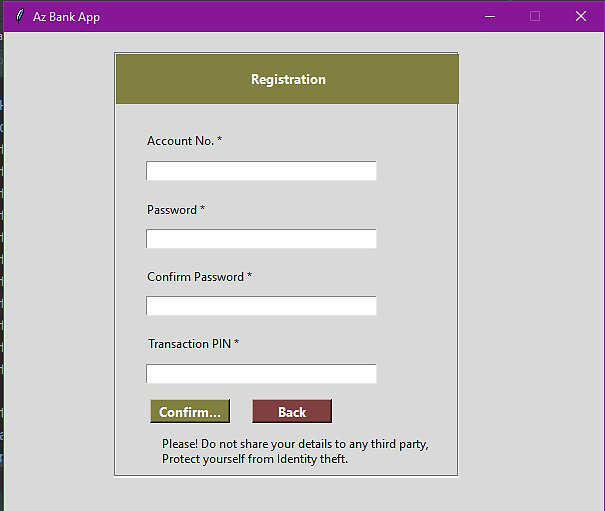 Az Bank App
Registration
Account No. *
Password *
Confirm Password *
Transaction PIN *
Confirm...
Back
Please! Do not share your details to any third party,
Protect yourself from Identity theft.